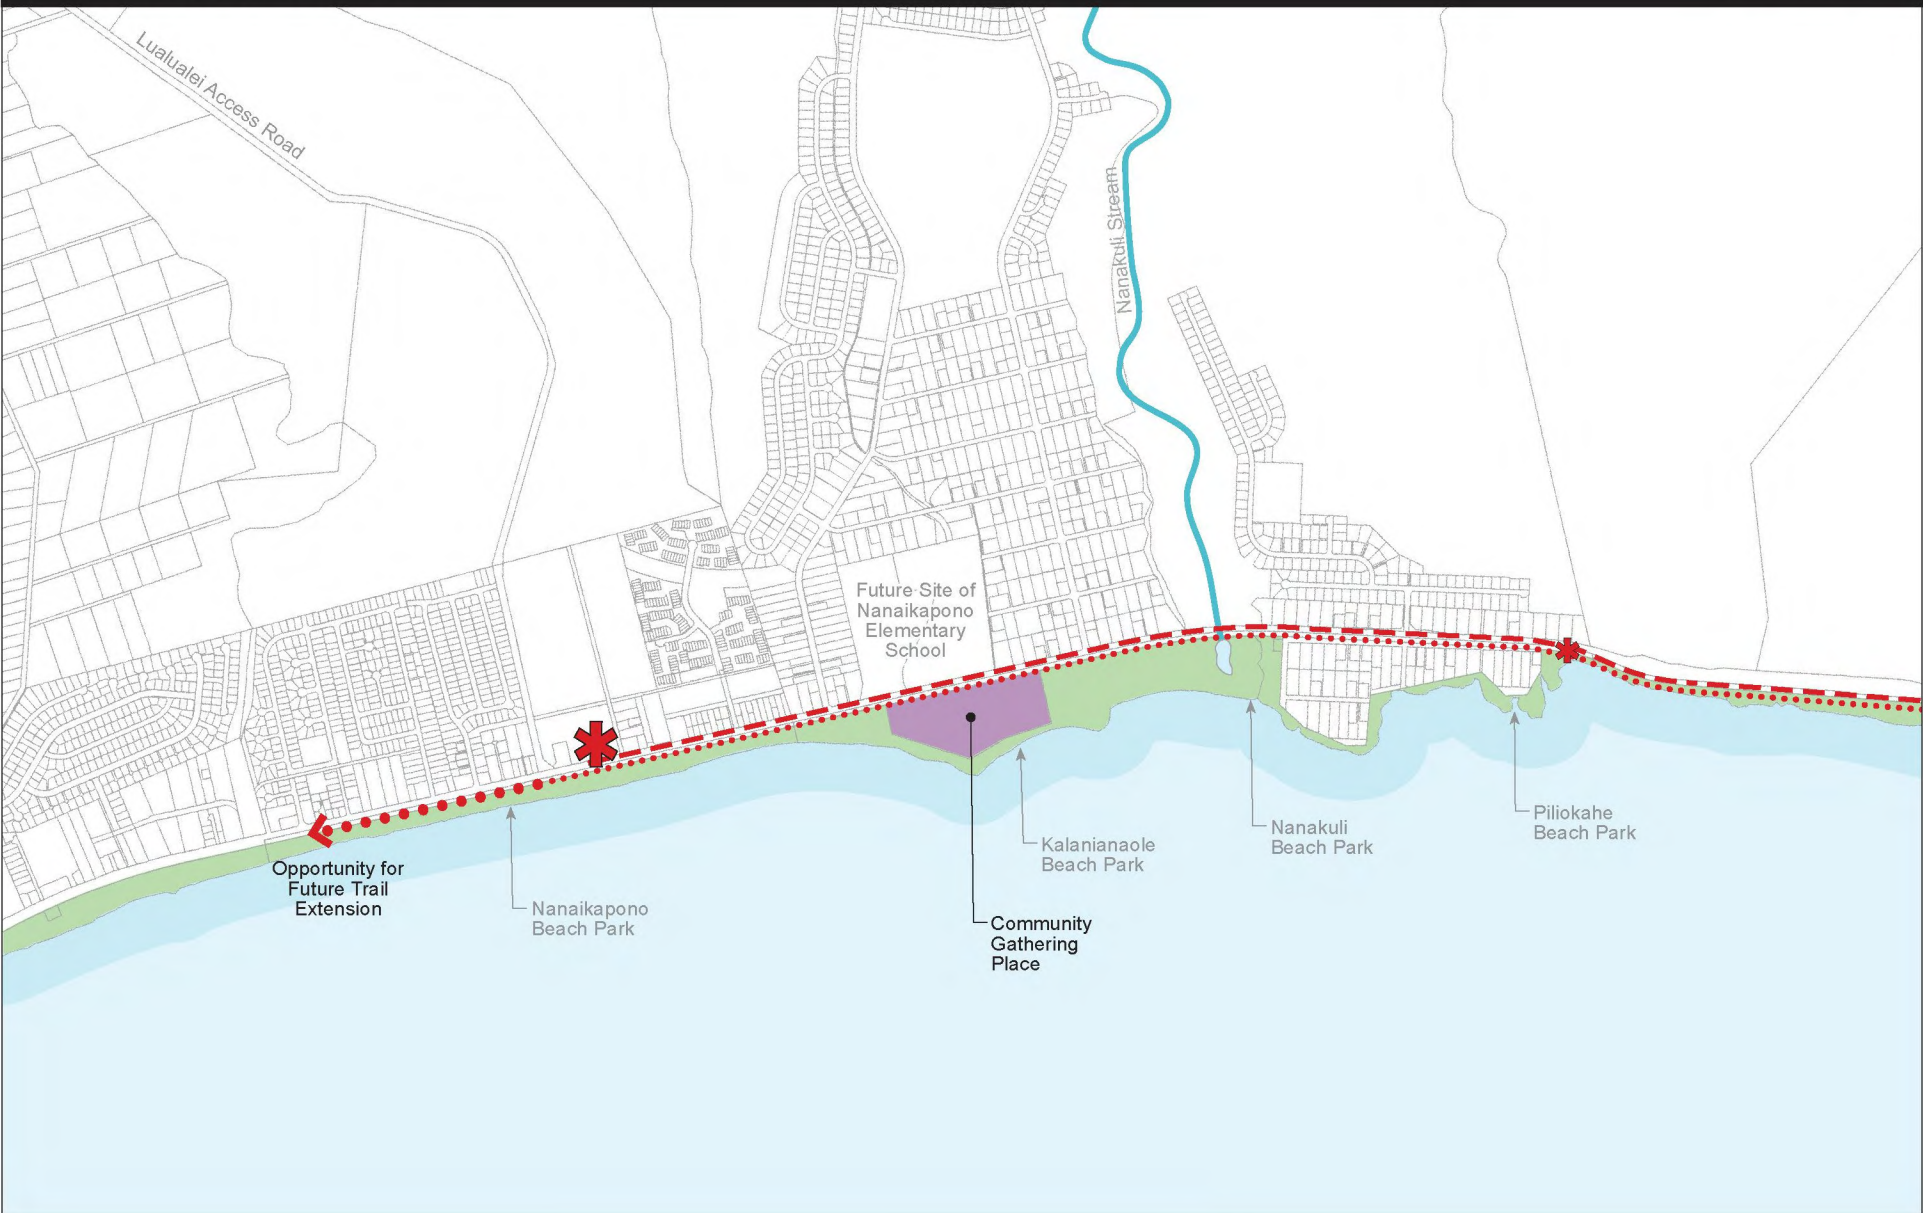 Lualualei Access Road
Nanakuli Stream
Future Site of
Nanaikapono
Elementary
School
Opportunity for
Future Trail
Extension
Nanaikapono
Beach Park
Community
Gathering
Place
Kalanianaole
Beach Park
Nanakuli
Beach Park
Piliokahe
Beach Park